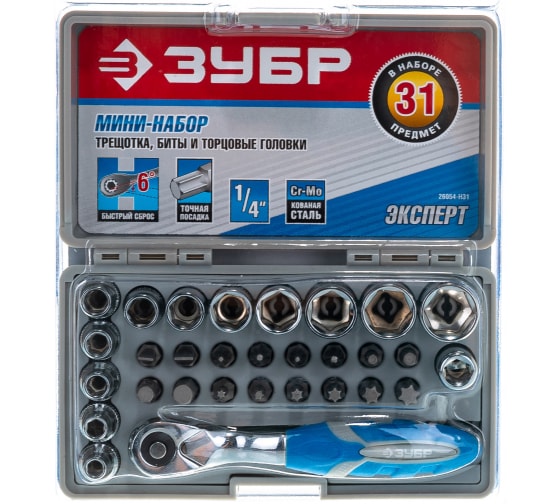 ЗУБР
В НАБОРЕ
31
ПРЕДМЕТ
МИНИ-НАБОР
ТРЕЩОТКА, БИТЫ И ТОРЦОВЫЕ ГОЛОВКИ
6°
БЫСТРЫЙ СБРОС
ТОЧНАЯ
ПОСАДКА
1/4"
Cr-Mo
КОВАНАЯ
СТАЛЬ
26054-H31
ЭКСПЕРТ